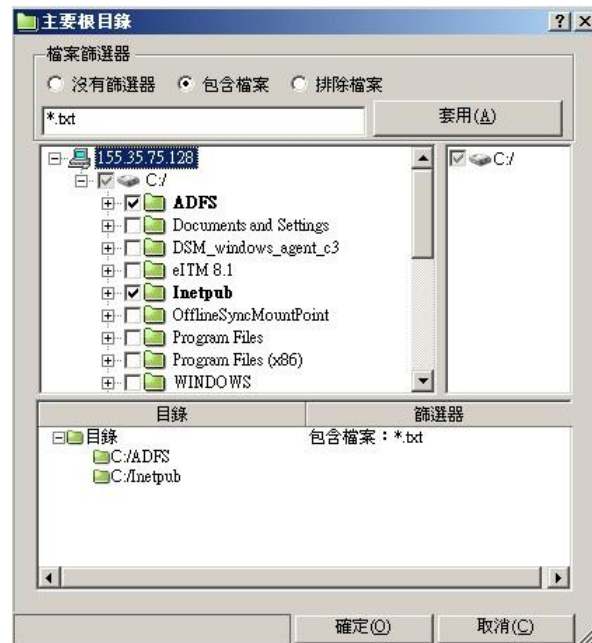 主要根目錄
檔案篩選器
沒有篩選器 包含檔案 排除檔案
*.txt 套用(A)
155.35.75.128 C:/
C:/
ADFS
Documents and Settings
DSM_windows_agent_c3
eITM 8.1
Inetpub
OfflineSyncMountPoint
Program Files
Program Files (x86)
WINDOWS
目錄 篩選器
目錄 包含檔案：*.txt
C:/ADFS
C:/Inetpub
確定(O) 取消(C)